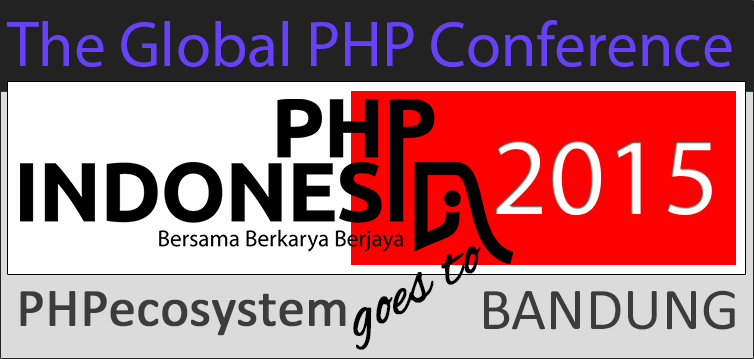 The Global PHP Conference
PHP
INDONESIA
2015
Bersama Berkarya Berjaya
PHPecosystem goes to BANDUNG